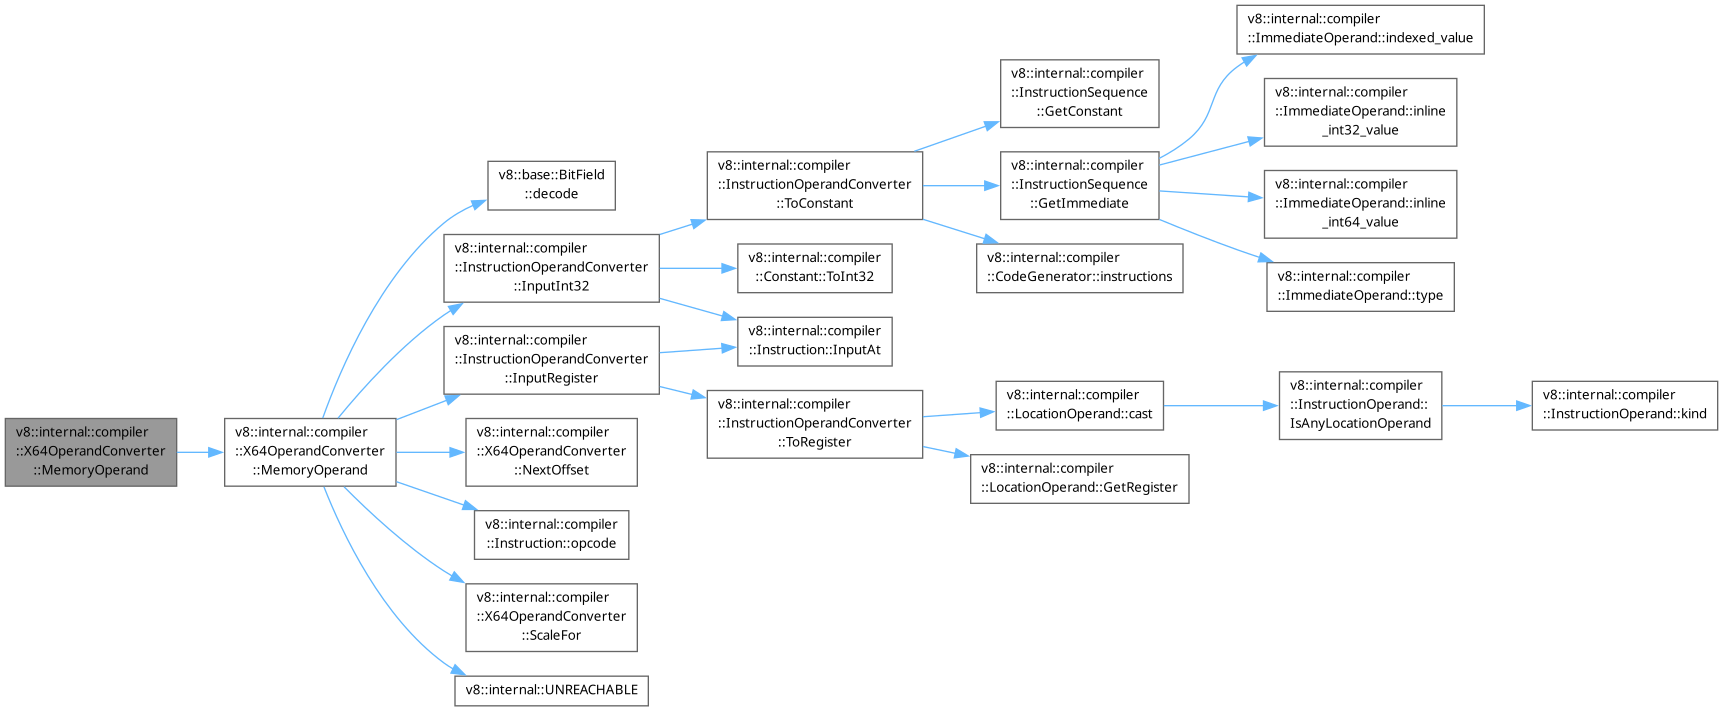 v8::internal::compiler
::X64OperandConverter
::MemoryOperand
v8::internal::compiler
::X64OperandConverter
::MemoryOperand
v8::base::BitField
::decode
v8::internal::compiler
::InstructionOperandConverter
::InputInt32
v8::internal::compiler
::InstructionOperandConverter
::InputRegister
v8::internal::compiler
::X64OperandConverter
::NextOffset
v8::internal::compiler
::Instruction::opcode
v8::internal::compiler
::X64OperandConverter
::ScaleFor
v8::internal::UNREACHABLE
v8::internal::compiler
::InstructionOperandConverter
::ToConstant
v8::internal::compiler
::Constant::ToInt32
v8::internal::compiler
::Instruction::InputAt
v8::internal::compiler
::InstructionOperandConverter
::ToRegister
v8::internal::compiler
::InstructionSequence
::GetConstant
v8::internal::compiler
::InstructionSequence
::GetImmediate
v8::internal::compiler
::CodeGenerator::instructions
v8::internal::compiler
::LocationOperand::cast
v8::internal::compiler
::LocationOperand::GetRegister
v8::internal::compiler
::ImmediateOperand::indexed_value
v8::internal::compiler
::ImmediateOperand::inline
_int32_value
v8::internal::compiler
::ImmediateOperand::inline
_int64_value
v8::internal::compiler
::ImmediateOperand::type
v8::internal::compiler
::InstructionOperand::
IsAnyLocationOperand
v8::internal::compiler
::InstructionOperand::kind